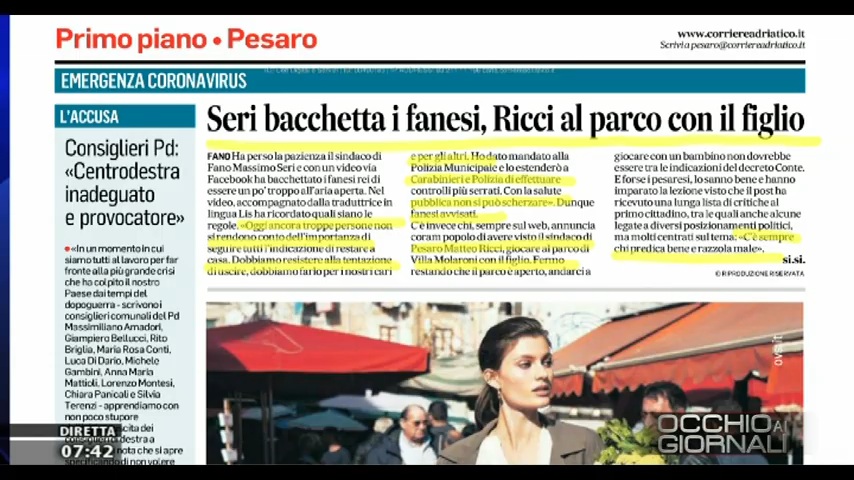 Primo piano • Pesaro
www.corriereadriatico.it
Scrivi a pesaro@corriereadriatico.it
EMERGENZA CORONAVIRUS
L'ACCUSA
Consiglieri Pd:
«Centrodestra
inadeguato
e provocatore»
● «In un momento in cui
siamo tutti al lavoro per far
fronte alla più grande crisi
che ha colpito il nostro
Paese dai tempi del
dopoguerra - scrivono i
consiglieri comunali del Pd
Massimiliano Amadori,
Giampiero Bellucci, Rito
Briglia, Maria Rosa Conti,
Luca Di Dario, Michele
Gambini, Anna Maria
Mattioli, Lorenzo Montesi,
Chiara Panicali e Silvia
Terenzi - apprendiamo con
non poco stupore
Seri bacchetta i fanesi, Ricci al parco con il figlio
FANO Ha perso la pazienza il sindaco di
Fano Massimo Seri e con un video via
Facebook ha bacchettato i fanesi rei di
essere un po' troppo all'aria aperta. Nel
video, accompagnato dalla traduttrice in
lingua Lis ha ricordato quali siano le
regole. «Oggi ancora troppe persone non
si rendono conto dell'importanza di
seguire tutti l'indicazione di restare a
casa. Dobbiamo resistere alla tentazione
di uscire, dobbiamo farlo per i nostri cari
e per gli altri. Ho dato mandato alla
Polizia Municipale e lo estenderò a
Carabinieri e Polizia di effettuare
controlli più serrati. Con la salute
pubblica non si può scherzare». Dunque
fanesi avvisati.
C'è invece chi, sempre sul web, annuncia
coram popolo di avere visto il sindaco di
Pesaro Matteo Ricci, giocare al parco di
Villa Molaroni con il figlio. Fermo
restando che il parco è aperto, andarci a
giocare con un bambino non dovrebbe
essere tra le indicazioni del decreto Conte.
E forse i pesaresi, lo sanno bene e hanno
imparato la lezione visto che il post ha
ricevuto una lunga lista di critiche al
primo cittadino, tra le quali anche alcune
legate a diversi posizionamenti politici,
ma molti centrati sul tema: «C'è sempre
chi predica bene e razzola male».
si.si.
© RIPRODUZIONE RISERVATA
ovs.it
DIRETTA
07:42
OCCHIO AI
GIORNALI